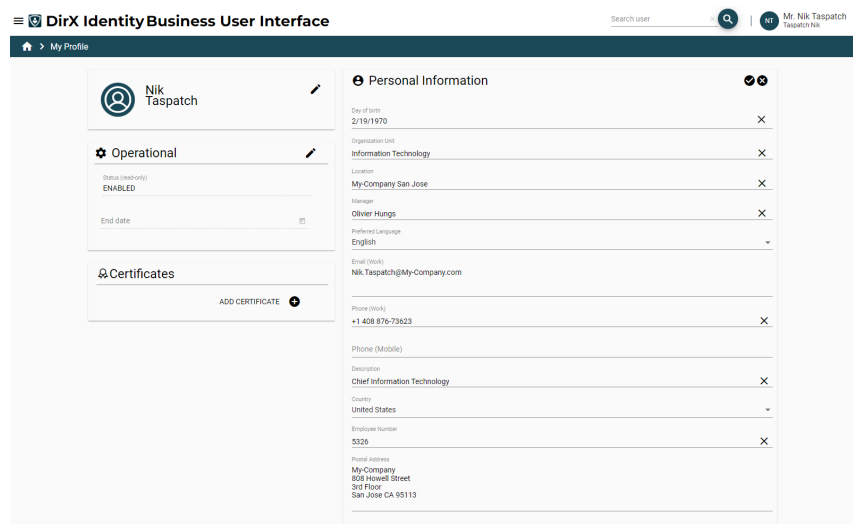 DirX Identity Business User Interface
Search user
NT
Mr. Nik Taspatch
Taspatch Nik
My Profile
Nik
Taspatch
Operational
Status (read-only)
ENABLED
End date
Certificates
ADD CERTIFICATE
Personal Information
Day of birth
2/19/1970
Organization Unit
Information Technology
Location
My-Company San Jose
Manager
Olivier Hungs
Preferred Language
English
Email (Work)
Nik.Taspatch@My-Company.com
Phone (Work)
+1 408 876-73623
Phone (Mobile)
Description
Chief Information Technology
Country
United States
Employee Number
5326
Postal Address
My-Company
808 Howell Street
3rd Floor
San Jose CA 95113